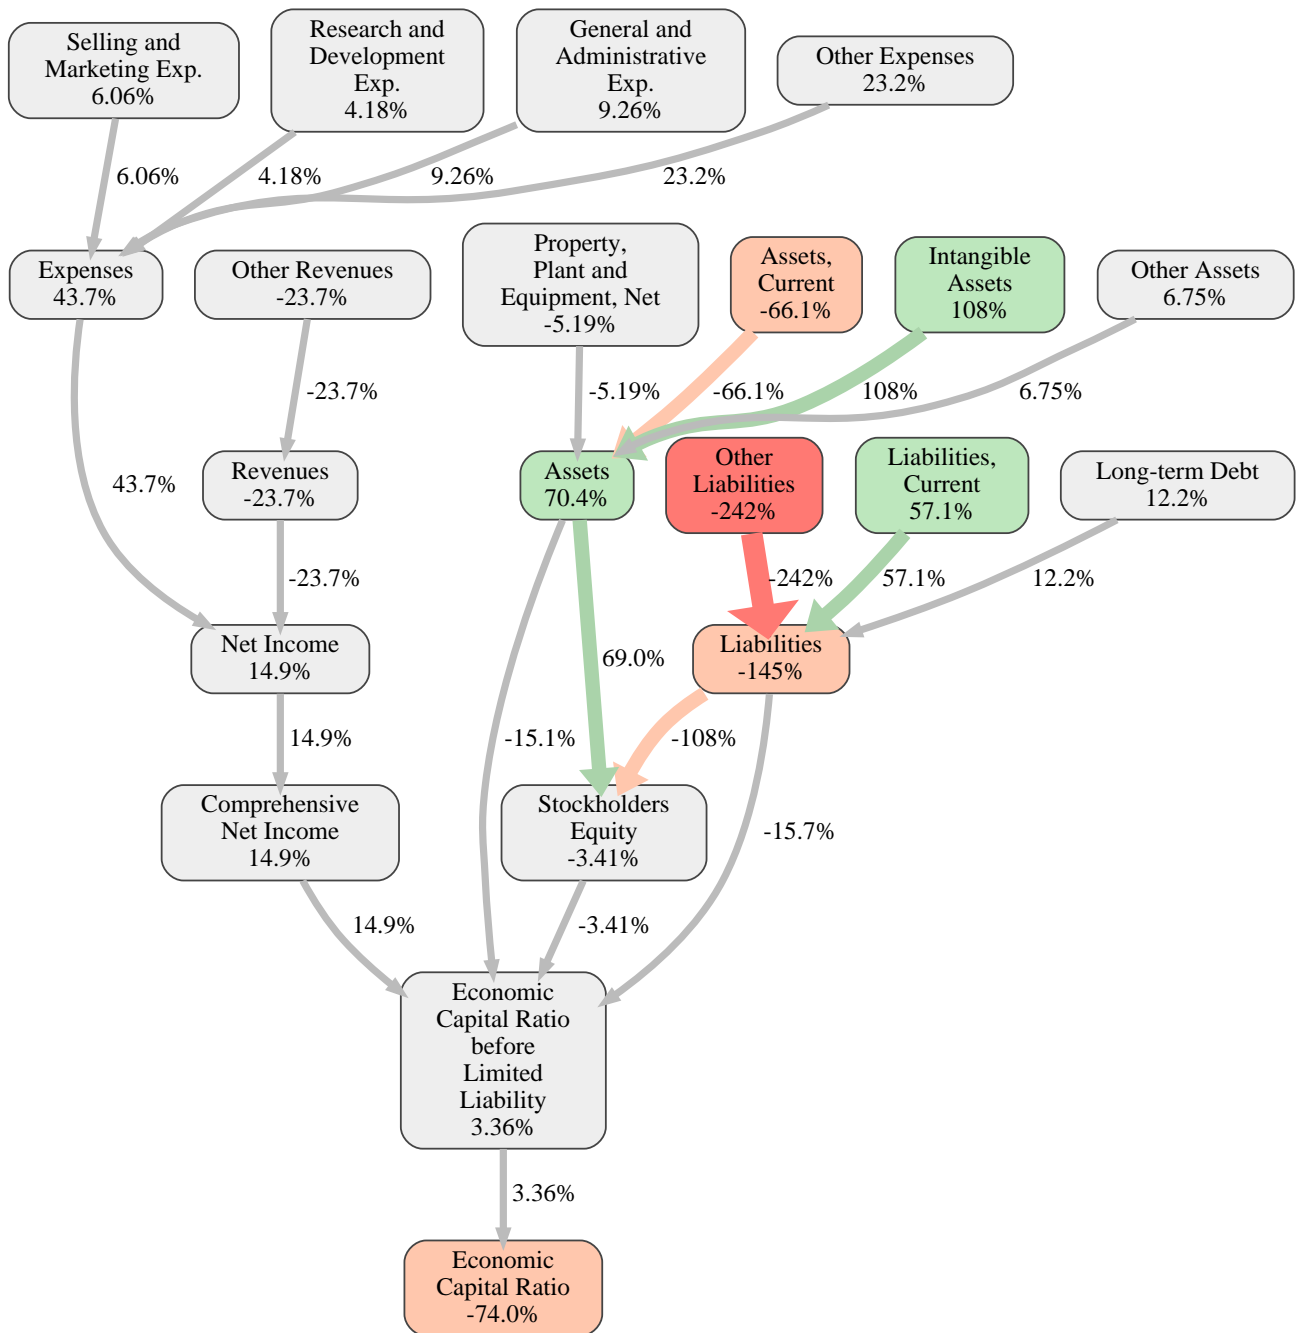 Selling and
Marketing Exp.
6.06%
Research and
Development
Exp.
4.18%
General and
Administrative
Exp.
9.26%
Other Expenses
23.2%
6.06%
4.18%
9.26%
23.2%
Expenses
43.7%
Other Revenues
-23.7%
Property,
Plant and
Equipment, Net
-5.19%
Assets,
Current
-66.1%
Intangible
Assets
108%
Other Assets
6.75%
-23.7%
-5.19%
-66.1%
108%
6.75%
43.7%
Revenues
-23.7%
Assets
70.4%
Other
Liabilities
-242%
Liabilities,
Current
57.1%
Long-term Debt
12.2%
-23.7%
-242%
57.1%
12.2%
Net Income
14.9%
69.0%
Liabilities
-145%
14.9%
-15.1%
-108%
Comprehensive
Net Income
14.9%
Stockholders
Equity
-3.41%
-15.7%
14.9%
-3.41%
Economic
Capital Ratio
before
Limited
Liability
3.36%
3.36%
Economic
Capital Ratio
-74.0%